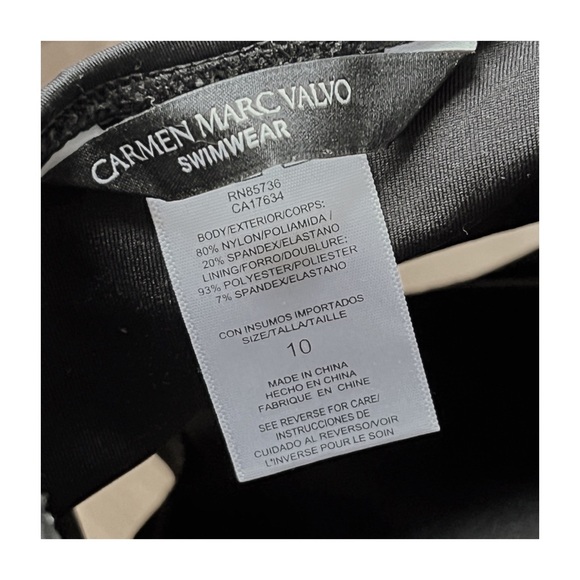 CARMEN MARC VALVO
SWIMWEAR
RN85736
CA17634
BODY/EXTERIOR/CORPS:
80% NYLON/POLIAMIDA /
20% SPANDEX/ELASTANO
LINING/FORRO/DOUBLURE:
93% POLYESTER/POLIESTER
7% SPANDEX/ELASTANO
CON INSUMOS IMPORTADOS
SIZE/TALLA/TAILLE
10
MADE IN CHINA
HECHO EN CHINA
FABRIQUE EN CHINE
SEE REVERSE FOR CARE/
INSTRUCCIONES DE
CUIDADO AL REVERSO/VOIR
L'INVERSE POUR LE SOIN